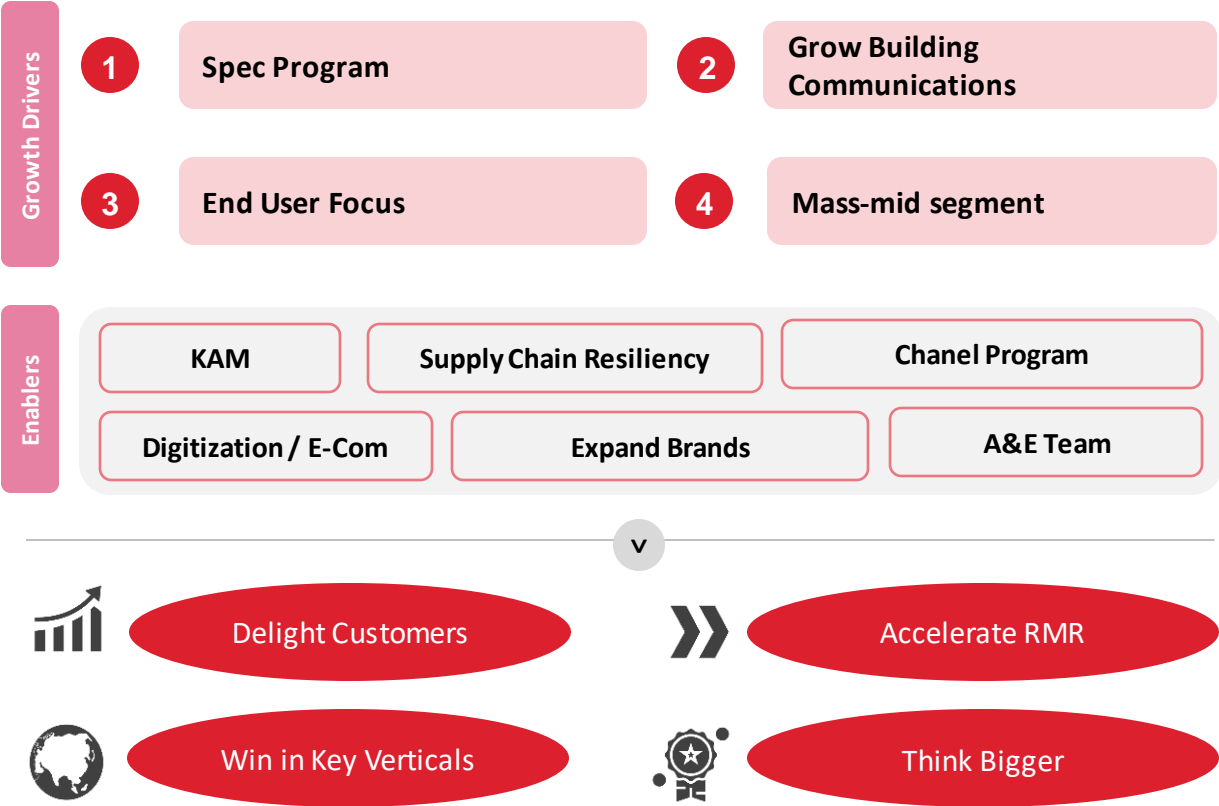 Growth Drivers
1
Spec Program
2
Grow Building
Communications
3
End User Focus
4
Mass-mid segment
Enablers
KAM
Supply Chain Resiliency
Chanel Program
Digitization / E-Com
Expand Brands
A&E Team
v
Delight Customers
Accelerate RMR
Win in Key Verticals
Think Bigger